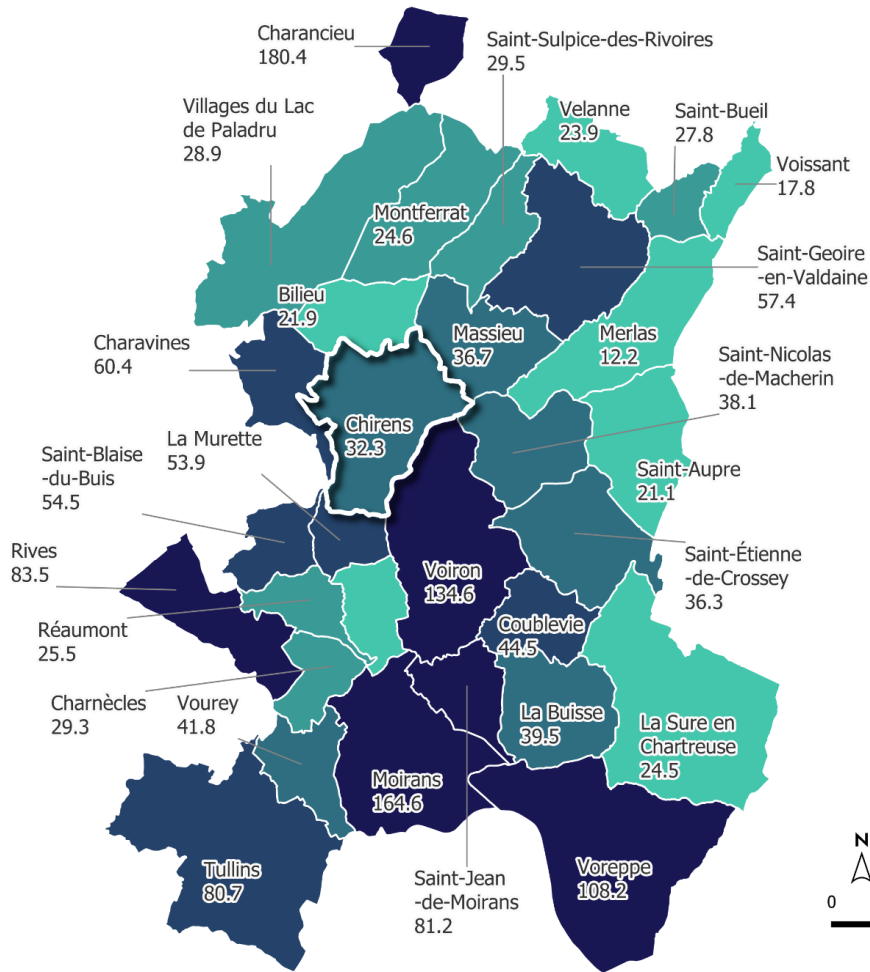 Charancieu
180.4
Saint-Sulpice-des-Rivoires
29.5
Villages du Lac
de Paladru
28.9
Velanne
23.9
Saint-Bueil
27.8
Voissant
17.8
Montferrat
24.6
Saint-Geoire
-en-Valdaine
57.4
Bilieu
21.9
Charavines
60.4
Massieu
36.7
Merlas
12.2
Saint-Nicolas
-de-Macherin
38.1
Chirens
32.3
La Murette
53.9
Saint-Blaise
-du-Buis
54.5
Saint-Aupre
21.1
Rives
83.5
Voiron
134.6
Saint-Étienne
-de-Crossey
36.3
Réaumont
25.5
Coublevie
44.5
Charnècles
29.3
Vourey
41.8
La Buisse
39.5
La Sure en
Chartreuse
24.5
Moirans
164.6
Tullins
80.7
Saint-Jean
-de-Moirans
81.2
Voreppe
108.2
N
0